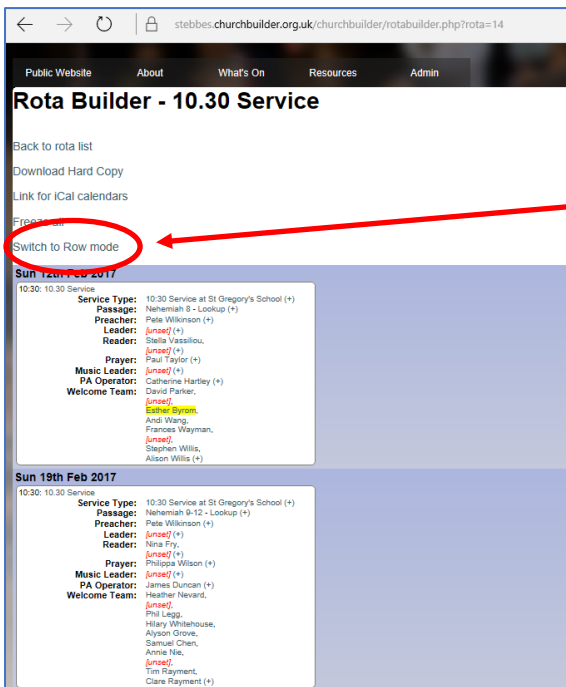 stebbes.churchbuilder.org.uk/churchbuilder/rotabuilder.php?rota=14
Public Website About What's On Resources Admin
Rota Builder - 10.30 Service
Back to rota list
Download Hard Copy
Link for iCal calendars
Freeze all
Switch to Row mode
Sun 12th Feb 2017
10:30: 10.30 Service
Service Type: 10:30 Service at St Gregory's School (+)
Passage: Nehemiah 8 - Lookup (+)
Preacher: Pete Wilkinson (+)
Leader: [unset] (+)
Reader: Stella Vassiliou,
[unset] (+)
Prayer: Paul Taylor (+)
Music Leader: [unset] (+)
PA Operator: Catherine Hartley (+)
Welcome Team: David Parker,
[unset],
Esther Byrom,
Andi Wang,
Frances Wayman,
[unset],
Stephen Willis,
Alison Willis (+)
Sun 19th Feb 2017
10:30: 10.30 Service
Service Type: 10:30 Service at St Gregory's School (+)
Passage: Nehemiah 9-12 - Lookup (+)
Preacher: Pete Wilkinson (+)
Leader: [unset] (+)
Reader: Nina Fry,
[unset] (+)
Prayer: Philippa Wilson (+)
Music Leader: [unset] (+)
PA Operator: James Duncan (+)
Welcome Team: Heather Nevard,
[unset],
Phil Legg,
Hilary Whitehouse,
Alyson Grove,
Samuel Chen,
Annie Nie,
[unset],
Tim Rayment,
Clare Rayment (+)